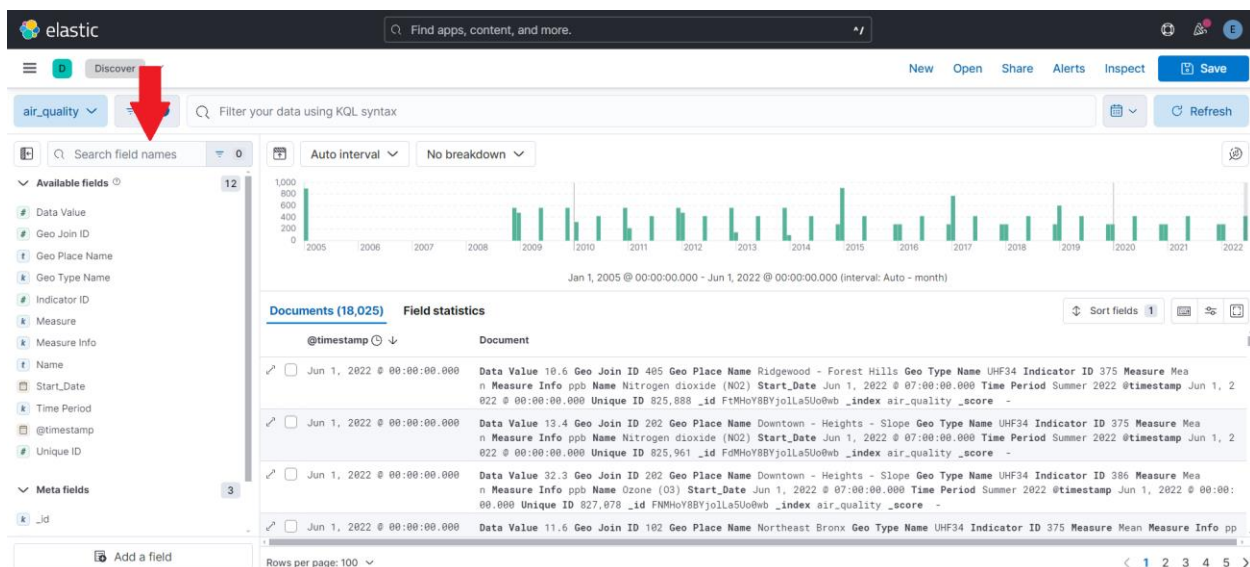 elastic
Find apps, content, and more.
^/
E
D
Discover
New Open Share Alerts Inspect Save
air_quality
Filter your data using KQL syntax
Refresh
Search field names 0
Auto interval No breakdown
Available fields 12
Data Value
Geo Join ID
Geo Place Name
Geo Type Name
Indicator ID
Measure
Measure Info
Name
Start_Date
Time Period
@timestamp
Unique ID
Meta fields 3
_id
Add a field
1,000
800
600
400
200
0
2005 2006 2007 2008 2009 2010 2011 2012 2013 2014 2015 2016 2017 2018 2019 2020 2021 2022
Jan 1, 2005 @ 00:00:00.000 - Jun 1, 2022 @ 00:00:00.000 (interval: Auto - month)
Documents (18,025) Field statistics
Sort fields 1
@timestamp Document
Jun 1, 2022 @ 00:00:00.000 Data Value 10.6 Geo Join ID 405 Geo Place Name Ridgewood - Forest Hills Geo Type Name UHF34 Indicator ID 375 Measure Mea
n Measure Info ppb Name Nitrogen dioxide (NO2) Start_Date Jun 1, 2022 @ 07:00:00.000 Time Period Summer 2022 @timestamp Jun 1, 2
022 @ 00:00:00.000 Unique ID 825,888 _id FtMHoY8BYjolLa5Uo0wb _index air_quality _score -
Jun 1, 2022 @ 00:00:00.000 Data Value 13.4 Geo Join ID 202 Geo Place Name Downtown - Heights - Slope Geo Type Name UHF34 Indicator ID 375 Measure Mea
n Measure Info ppb Name Nitrogen dioxide (NO2) Start_Date Jun 1, 2022 @ 07:00:00.000 Time Period Summer 2022 @timestamp Jun 1, 2
022 @ 00:00:00.000 Unique ID 825,961 _id FdMHoY8BYjolLa5Uo0wb _index air_quality _score -
Jun 1, 2022 @ 00:00:00.000 Data Value 32.3 Geo Join ID 202 Geo Place Name Downtown - Heights - Slope Geo Type Name UHF34 Indicator ID 386 Measure Mea
n Measure Info ppb Name Ozone (O3) Start_Date Jun 1, 2022 @ 07:00:00.000 Time Period Summer 2022 @timestamp Jun 1, 2022 @ 00:00:
00.000 Unique ID 827,078 _id FNMHoY8BYjolLa5Uo0wb _index air_quality _score -
Jun 1, 2022 @ 00:00:00.000 Data Value 11.6 Geo Join ID 102 Geo Place Name Northeast Bronx Geo Type Name UHF34 Indicator ID 375 Measure Mean Measure Info pp
Rows per page: 100
1 2 3 4 5